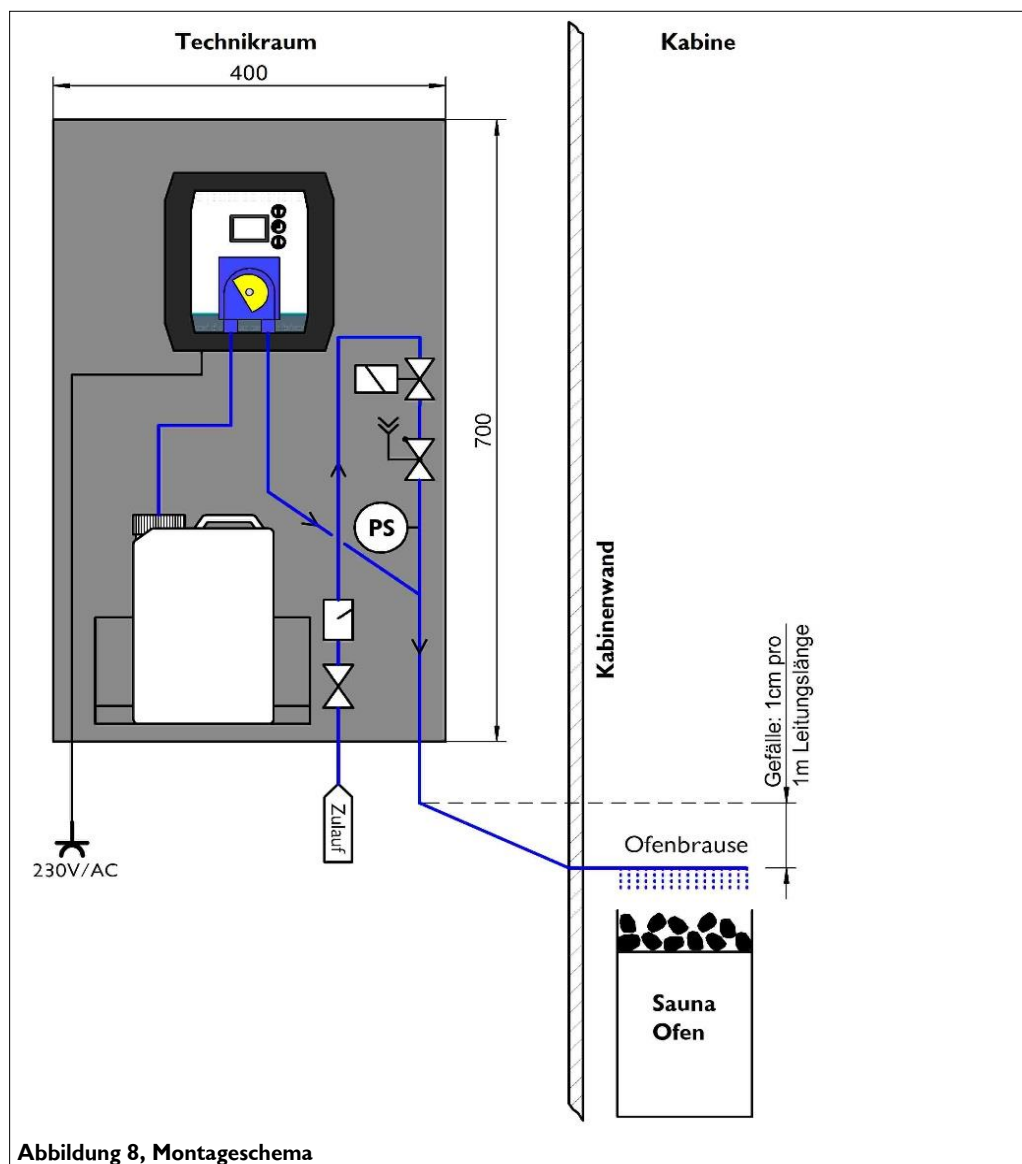 Technikraum
Kabine
400
700
PS
Kabinenwand
Gefälle: 1cm pro
1m Leitungslänge
Zulauf
230V/AC
Ofenbrause
Sauna
Ofen
Abbildung 8, Montageschema